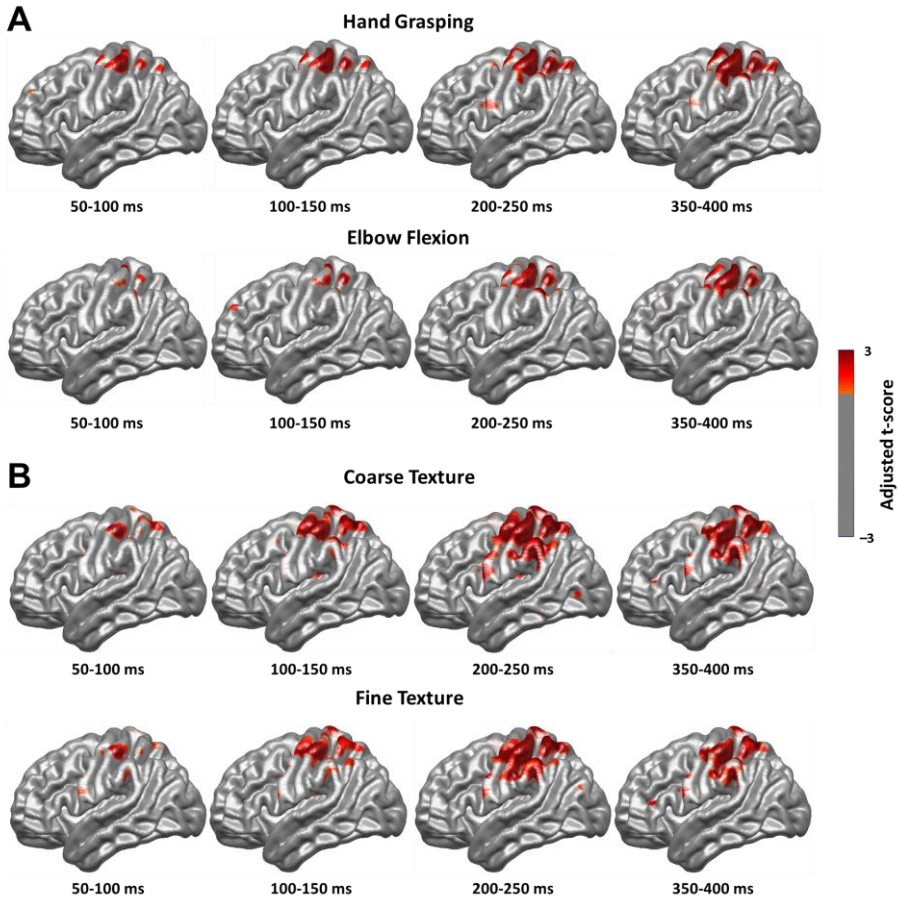 A
Hand Grasping
50-100 ms
100-150 ms
200-250 ms
350-400 ms
Elbow Flexion
50-100 ms
100-150 ms
200-250 ms
350-400 ms
3
Adjusted t-score
–3
B
Coarse Texture
50-100 ms
100-150 ms
200-250 ms
350-400 ms
Fine Texture
50-100 ms
100-150 ms
200-250 ms
350-400 ms